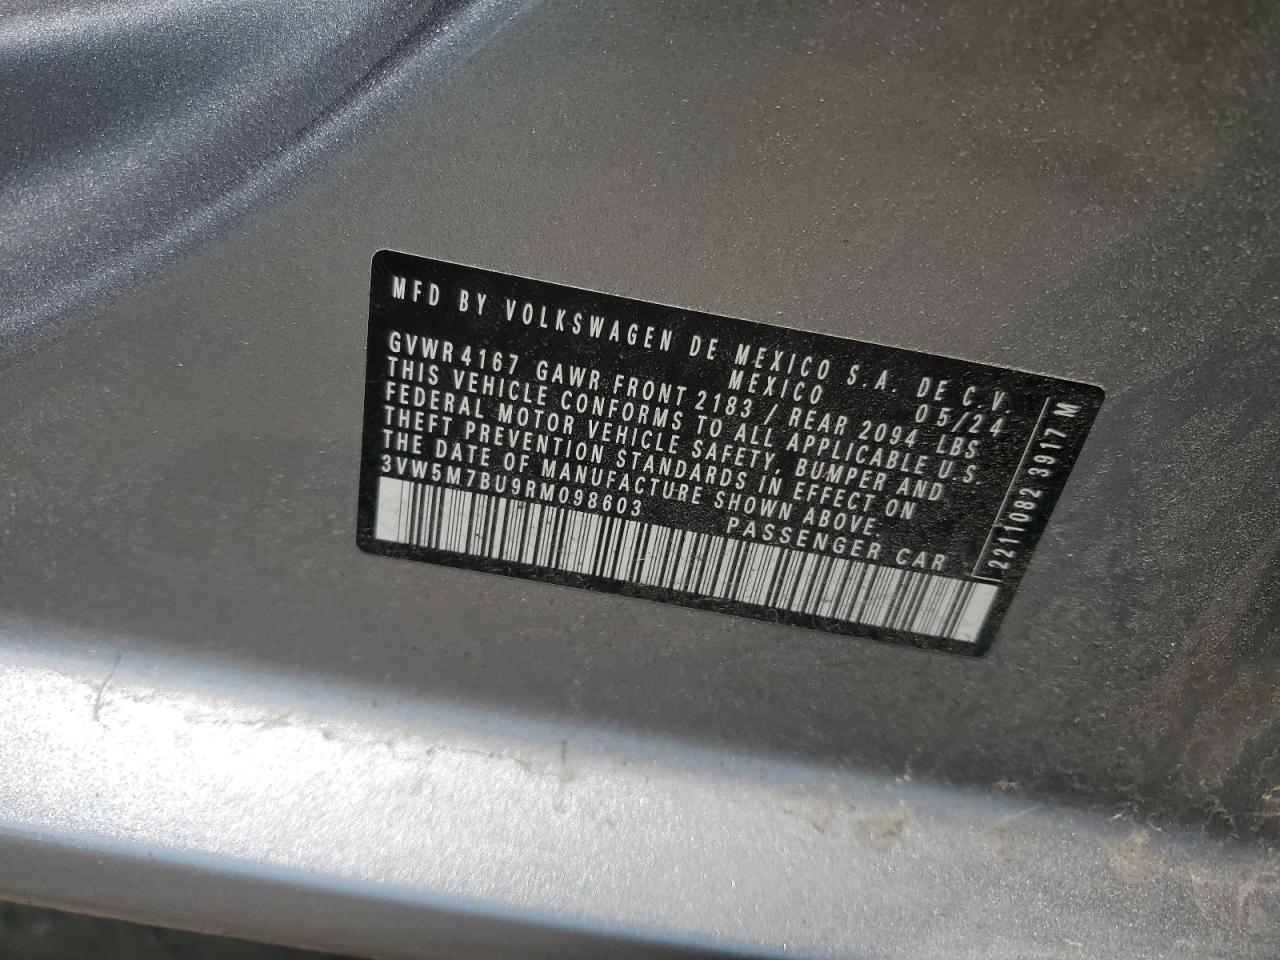 MFD BY VOLKSWAGEN DE MEXICO S.A. DE C.V.
MEXICO 05/24
GVWR 4167 GAWR FRONT 2183 / REAR 2094 LBS
THIS VEHICLE CONFORMS TO ALL APPLICABLE U.S.
FEDERAL MOTOR VEHICLE SAFETY, BUMPER AND
THEFT PREVENTION STANDARDS IN EFFECT ON
THE DATE OF MANUFACTURE SHOWN ABOVE.
3VW5M7BU9RM098603 PASSENGER CAR
2211082 3917 M